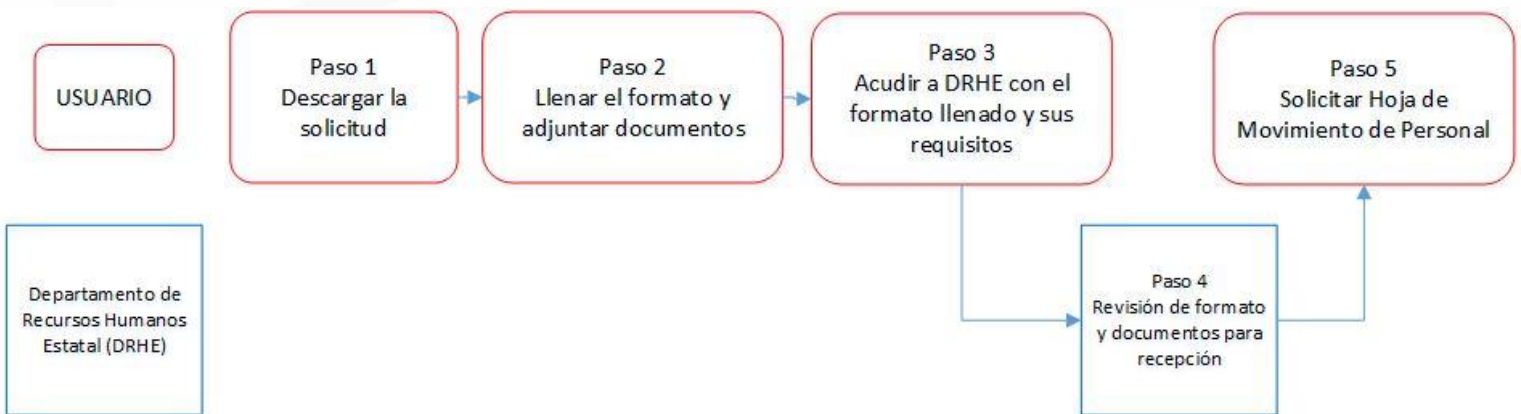 USUARIO
Paso 1
Descargar la
solicitud
Paso 2
Llenar el formato y
adjuntar documentos
Paso 3
Acudir a DRHE con el
formato llenado y sus
requisitos
Paso 5
Solicitar Hoja de
Movimiento de Personal
Departamento de
Recursos Humanos
Estatal (DRHE)
Paso 4
Revisión de formato
y documentos para
recepción